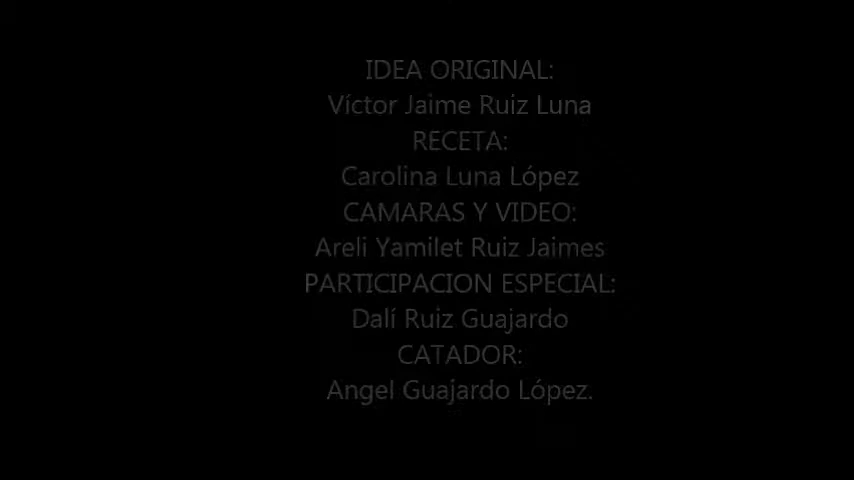 IDEA ORIGINAL:
Víctor Jaime Ruiz Luna
RECETA:
Carolina Luna López
CAMARAS Y VIDEO:
Areli Yamilet Ruiz Jaimes
PARTICIPACION ESPECIAL:
Dalí Ruiz Guajardo
CATADOR:
Angel Guajardo López.